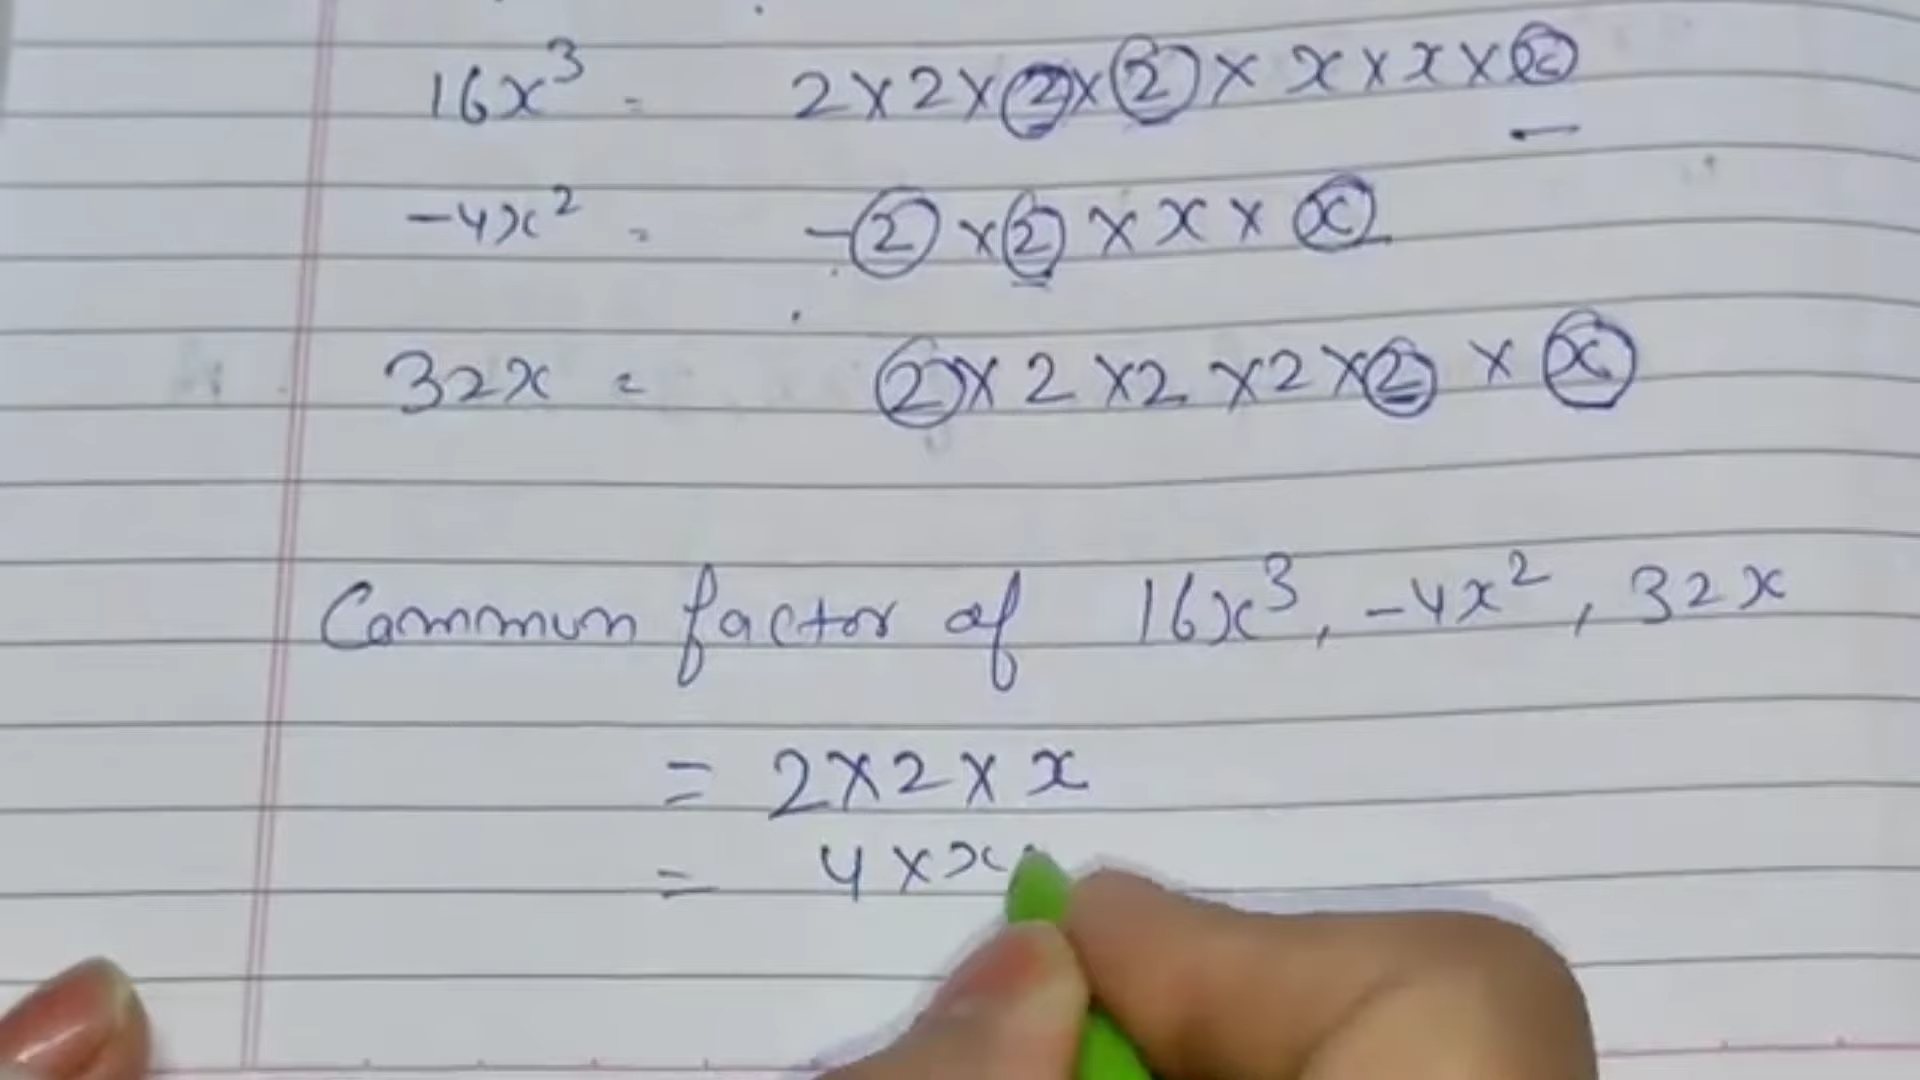 16x³ = 2×2×2×2× x × x × x
-4x² = -2 ×2 × x × x
32x = 2× 2 ×2 ×2 ×2 × x
Common factor of 16x³, -4x², 32x
= 2×2× x
= 4 × x